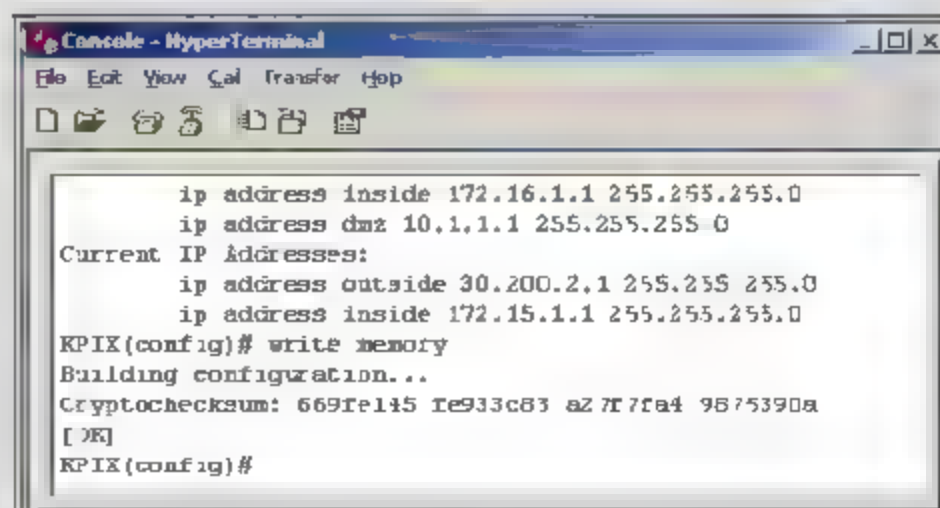 Console - HyperTerminal
File Edit View Call Transfer Help
ip address inside 172.16.1.1 255.255.255.0
ip address dmz 10.1.1.1 255.255.255.0
Current IP Addresses:
ip address outside 30.200.2.1 255.255.255.0
ip address inside 172.15.1.1 255.255.255.0
KPIX(config)# write memory
Building configuration...
Cryptochecksum: 669fe145 fe933c83 a27f7fa4 9875390a
[OK]
KPIX(config)#